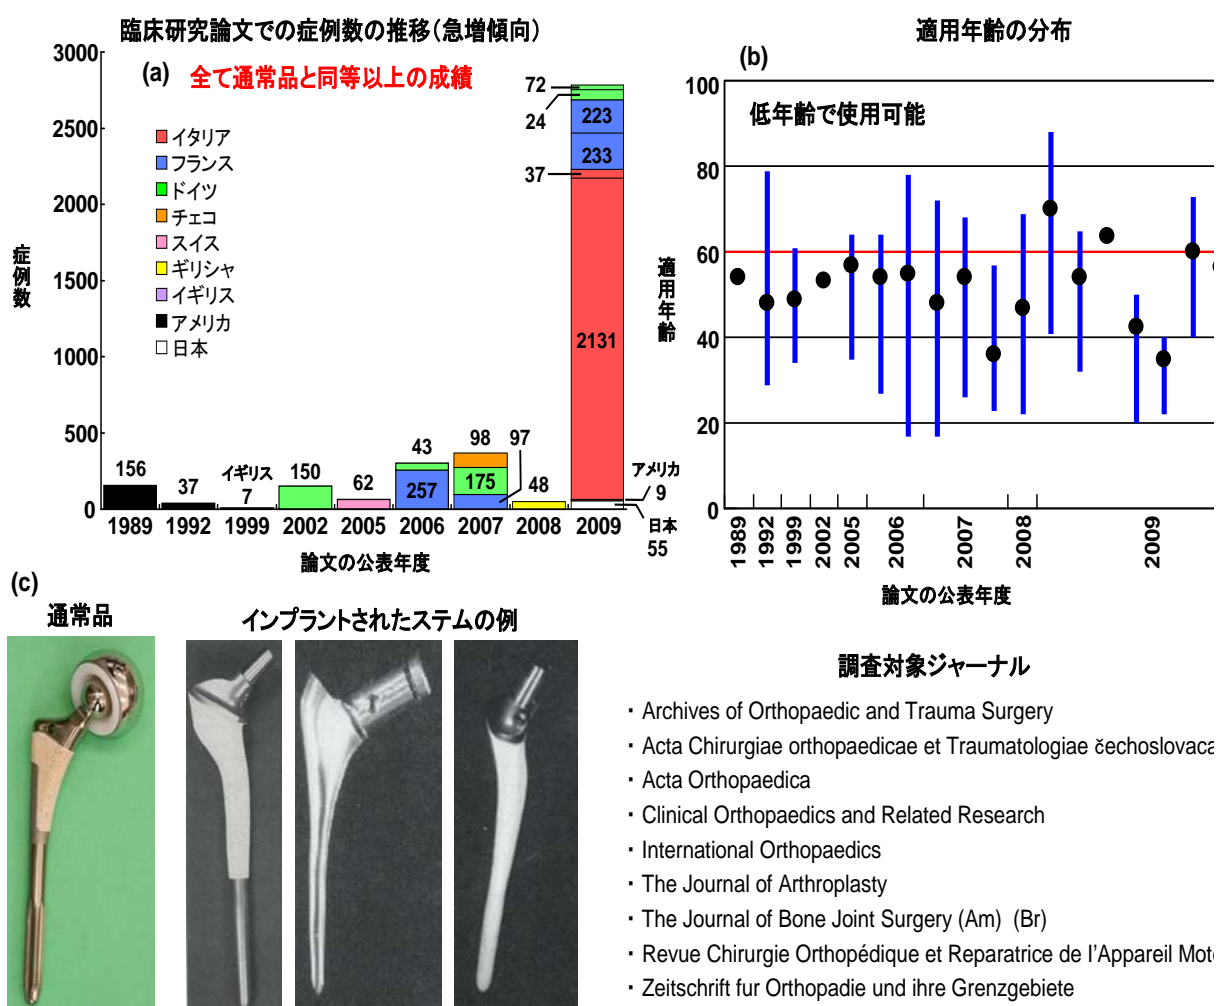 臨床研究論文での症例数の推移（急増傾向）
(a)
全て通常品と同等以上の成績
症例数
3000
2500
2000
1500
1000
500
0
イタリア
フランス
ドイツ
チェコ
スイス
ギリシャ
イギリス
アメリカ
日本
156
37
イギリス
7
150
62
43
257
98
97
175
48
72
24
223
233
37
2131
アメリカ
9
日本
55
1989 1992 1999 2002 2005 2006 2007 2008 2009
論文の公表年度
適用年齢の分布
(b)
低年齢で使用可能
適用年齢
100
80
60
40
20
0
1989 1992 1999 2002 2005 2006 2007 2008 2009
論文の公表年度
(c)
通常品
インプラントされたステムの例
調査対象ジャーナル
・Archives of Orthopaedic and Trauma Surgery
・Acta Chirurgiae orthopaedicae et Traumatologiae čechoslovaca
・Acta Orthopaedica
・Clinical Orthopaedics and Related Research
・International Orthopaedics
・The Journal of Arthroplasty
・The Journal of Bone Joint Surgery (Am) (Br)
・Revue Chirurgie Orthopédique et Reparatrice de l'Appareil Mot
・Zeitschrift fur Orthopadie und ihre Grenzgebiete